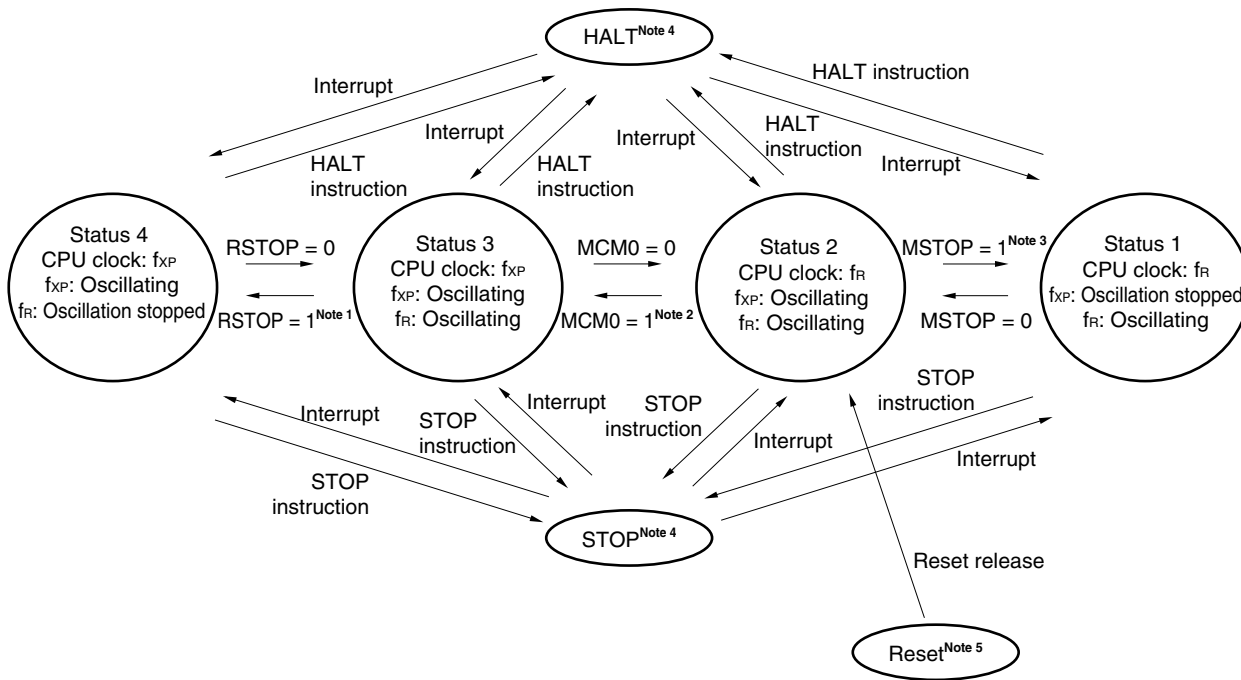 HALTNote 4
Interrupt
HALT instruction
Interrupt
HALT
instruction
Interrupt
HALT
instruction
Interrupt
HALT
instruction
Status 4
CPU clock: fXP
fXP: Oscillating
fR: Oscillation stopped
RSTOP = 0
RSTOP = 1Note 1
Status 3
CPU clock: fXP
fXP: Oscillating
fR: Oscillating
MCM0 = 0
MCM0 = 1Note 2
Status 2
CPU clock: fR
fXP: Oscillating
fR: Oscillating
MSTOP = 1Note 3
MSTOP = 0
Status 1
CPU clock: fR
fXP: Oscillation stopped
fR: Oscillating
Interrupt
STOP
instruction
STOP
instruction
Interrupt
STOP
instruction
Interrupt
STOP
instruction
Interrupt
STOPNote 4
Reset release
ResetNote 5